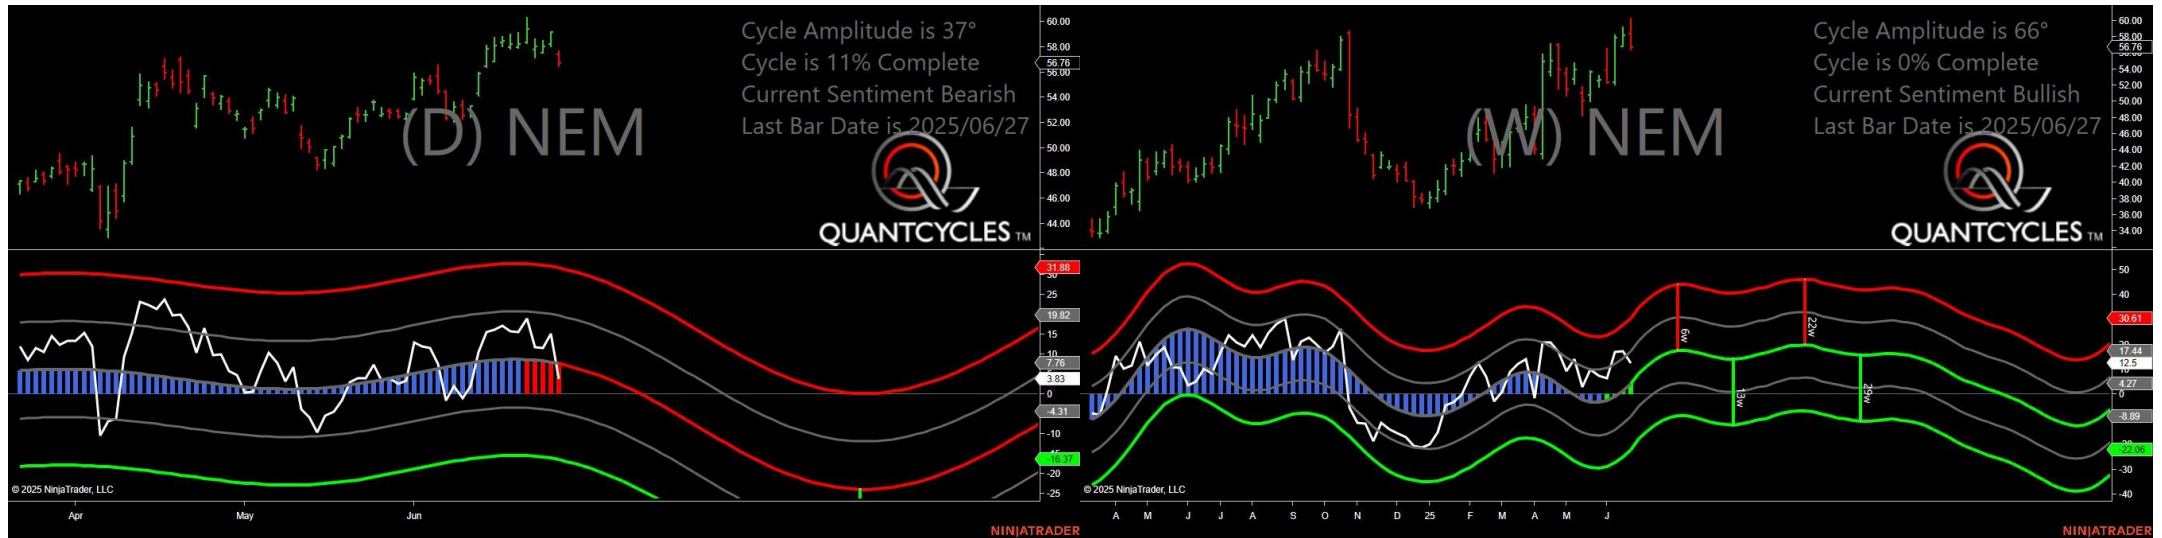 Cycle Amplitude is 37°
Cycle is 11% Complete
Current Sentiment Bearish
Last Bar Date is 2025/06/27
(D) NEM
QUANTCYCLES TM
60.00
58.00
56.76
56.00
54.00
52.00
50.00
48.00
46.00
44.00
31.88
30
25
19.82
15
10
7.76
3.83
0
-4.31
-10
-16.37
-20
-25
© 2025 NinjaTrader, LLC
Apr May Jun
NINJATRADER
Cycle Amplitude is 66°
Cycle is 0% Complete
Current Sentiment Bullish
Last Bar Date is 2025/06/27
(W) NEM
QUANTCYCLES TM
60.00
58.00
56.76
54.00
52.00
50.00
48.00
46.00
44.00
42.00
40.00
38.00
36.00
34.00
6w
22w
13w
29w
50
40
30.61
17.44
12.5
4.27
0
-8.89
-22.06
-30
-40
© 2025 NinjaTrader, LLC
A M J J A S O N D 25 F M A M J
NINJATRADER